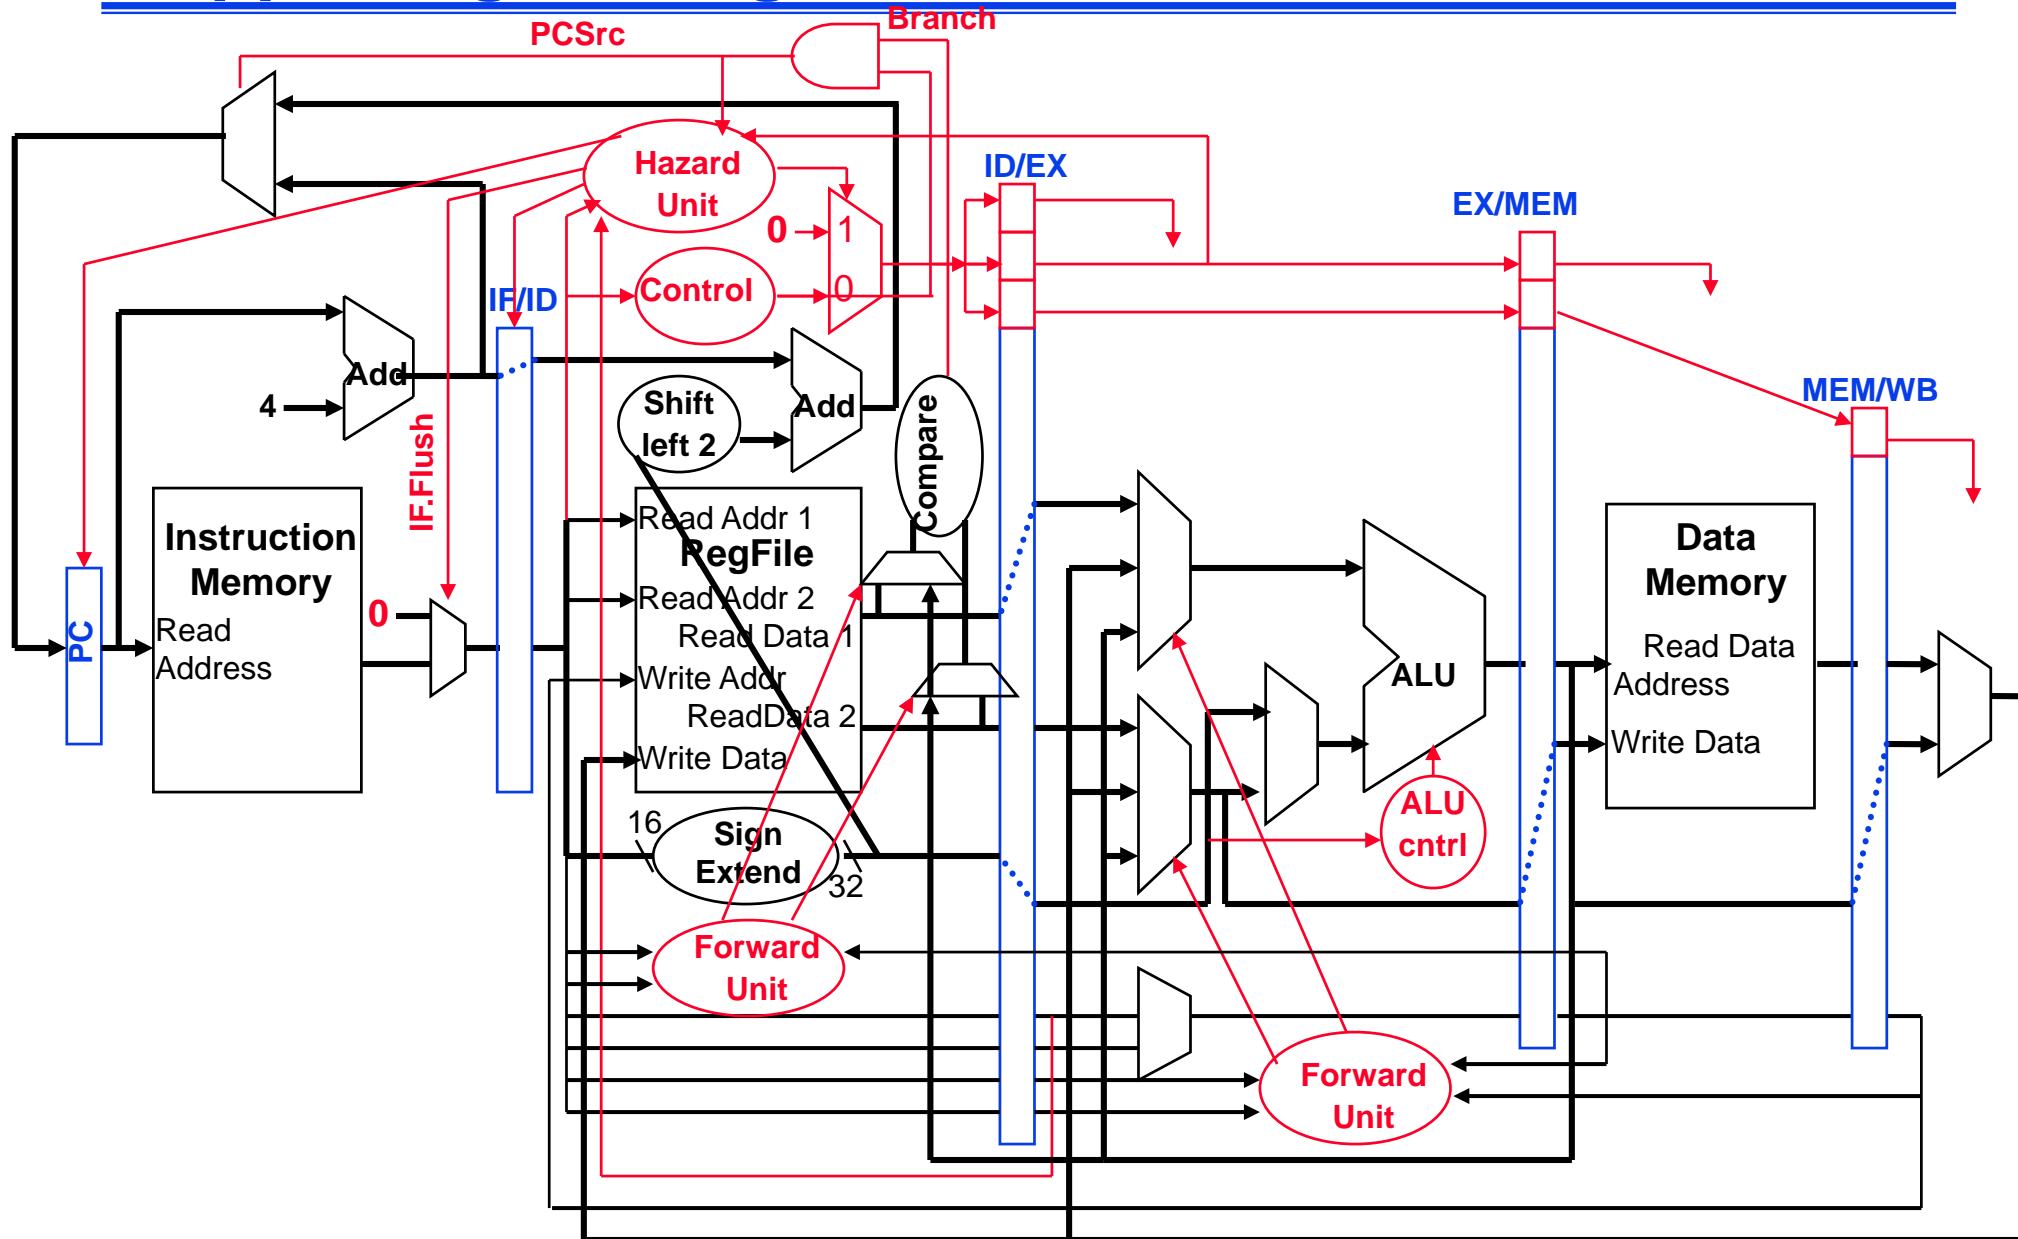 Branch
PCSrc
Hazard
Unit
ID/EX
EX/MEM
0
1
0
Control
IF/ID
Add
4
Shift
left 2
Add
Compare
MEM/WB
IF.Flush
Instruction
Memory
Read
Address
PC
0
Read Addr 1
RegFile
Read Addr 2
Read Data 1
Write Addr
ReadData 2
Write Data
16
Sign
Extend
32
ALU
ALU
cntrl
Data
Memory
Read Data
Address
Write Data
Forward
Unit
Forward
Unit